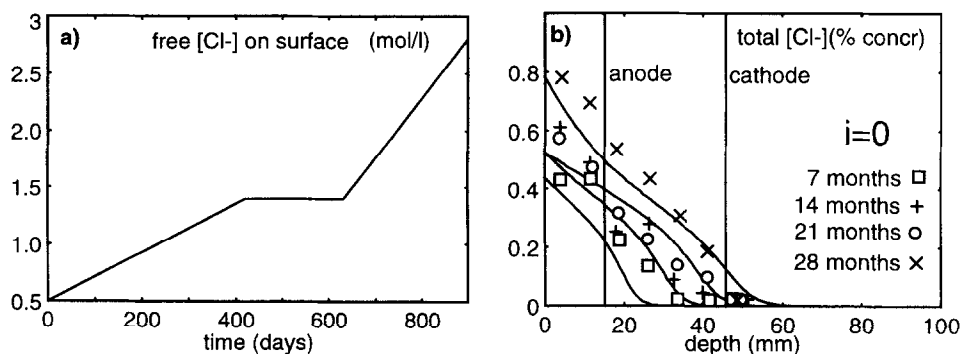 a) free [Cl-] on surface (mol/l)
3
2.5
2.0
1.5
1.0
0.5
0 200 400 600 800
time (days)
b) total [Cl-](% concr)
anode cathode
0.8
0.6
0.4
0.2
0
i=0
7 months
14 months
21 months
28 months
0 20 40 60 80 100
depth (mm)